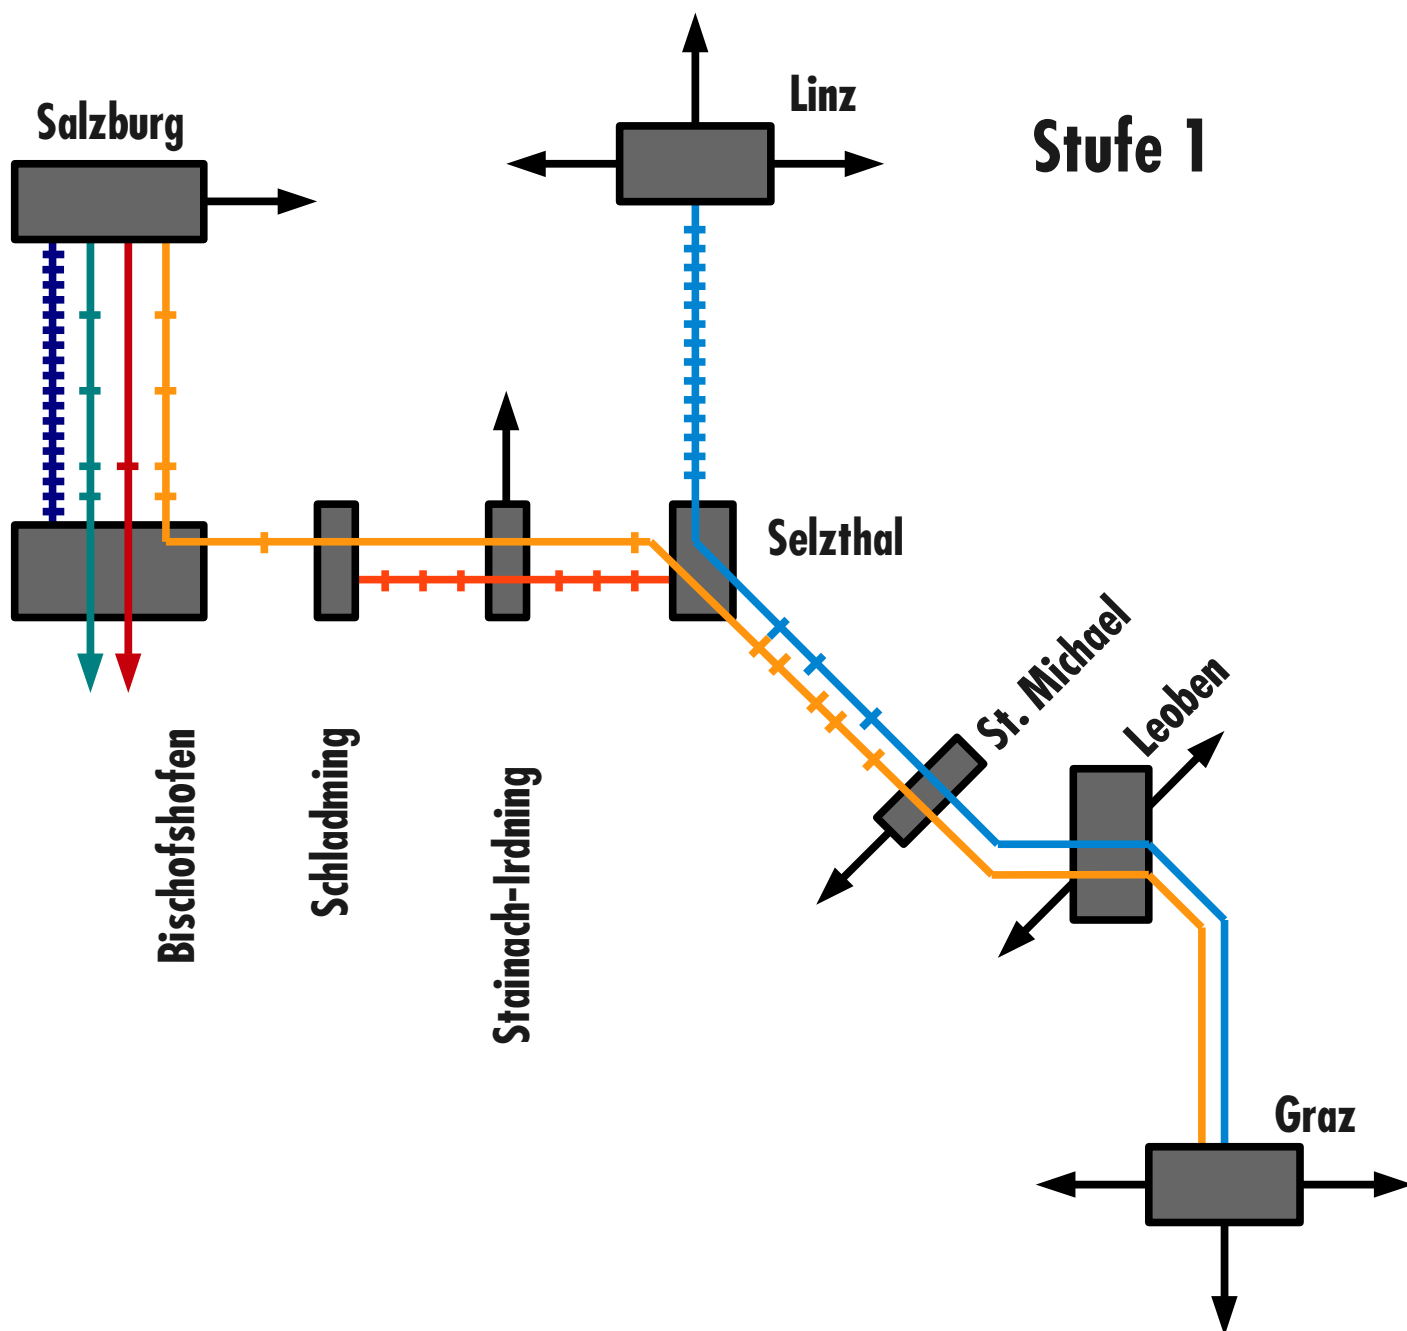 Linz
Salzburg
Stufe 1
Selzthal
St. Michael
Leoben
Bischofshofen
Schladming
Stainach-Irdning
Graz